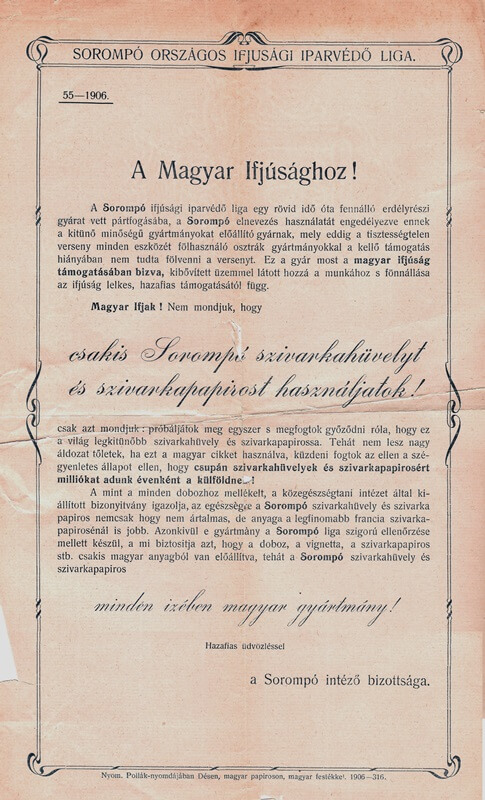 SOROMPÓ ORSZÁGOS IFJUSÁGI IPARVÉDŐ LIGA.
55—1906.
A Magyar Ifjúsághoz!
A Sorompó ifjúsági iparvédő liga egy rövid idő óta fennálló erdélyrészi
gyárat vett pártfogásába, a Sorompó elnevezés használatát engedélyezve ennek
a kitünő minőségű gyártmányokat előállító gyárnak, mely eddig a tisztességtelen
verseny minden eszközét fölhasználó osztrák gyártmányokkal a kellő támogatás
hiányában nem tudta fölvenni a versenyt. Ez a gyár most a magyar ifjúság
támogatásában bizva, kibővített üzemmel látott hozzá a munkához s fönnállása
az ifjúság lelkes, hazafias támogatásától függ.
Magyar Ifjak! Nem mondjuk, hogy
csakis Sorompó szivarkahüvelyt
és szivarkapapirost használjatok!
csak azt mondjuk: próbáljátok meg egyszer s megfogtok győződni róla, hogy ez
a világ legkitünőbb szivarkahüvely és szivarkapapirossa. Tehát nem lesz nagy
áldozat tőletek, ha ezt a magyar cikket használva, küzdeni fogtok az ellen a szé-
gyenletes állapot ellen, hogy csupán szivarkahüvelyek és szivarkapapirosért
milliókat adunk évenként a külföldne!
A mint a minden dobozhoz mellékelt, a közegészségtani intézet által ki-
állított bizonyitvány igazolja, az egészségre a Sorompó szivarkahüvely és szivarka
papiros nemcsak hogy nem ártalmas, de anyaga a legfinomabb francia szivarka-
papirosénál is jobb. Azonkivül e gyártmány a Sorompó liga szigorú ellenőrzése
mellett készül, a mi biztosítja azt, hogy a doboz, a vignetta, a szivarkapapiros
stb. csakis magyar anyagból van előállítva, tehát a Sorompó szivarkahüvely és
szivarkapapiros
minden izében magyar gyártmány!
Hazafias üdvözléssel
a Sorompó intéző bizottsága.
Nyom. Pollák-nyomdájában Désen, magyar papiroson, magyar festékkel. 1906—316.